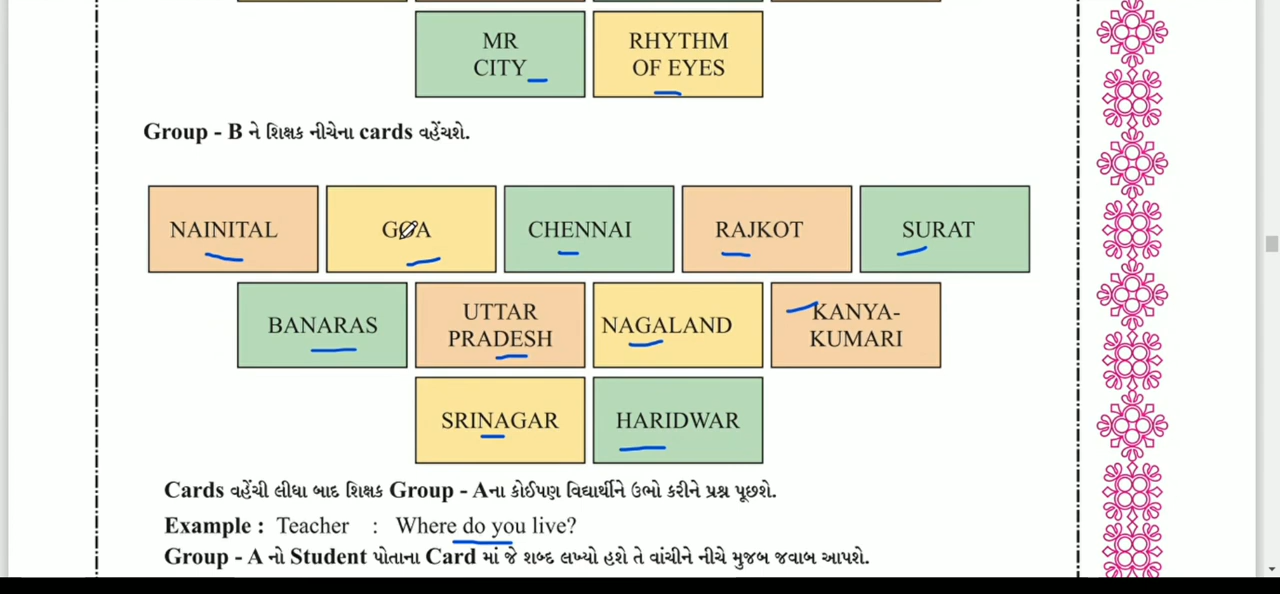 MR
CITY
RHYTHM
OF EYES
Group - B ને શિક્ષક નીચેના cards વહેંચશે.
NAINITAL
GOA
CHENNAI
RAJKOT
SURAT
BANARAS
UTTAR
PRADESH
NAGALAND
KANYA-
KUMARI
SRINAGAR
HARIDWAR
Cards વહેંચી લીધા બાદ શિક્ષક Group - Aના કોઈપણ વિદ્યાર્થીને ઉભો કરીને પ્રશ્ન પૂછશે.
Example : Teacher : Where do you live?
Group - A નો Student પોતાના Card માં જે શબ્દ લખ્યો હશે તે વાંચીને નીચે મુજબ જવાબ આપશે.